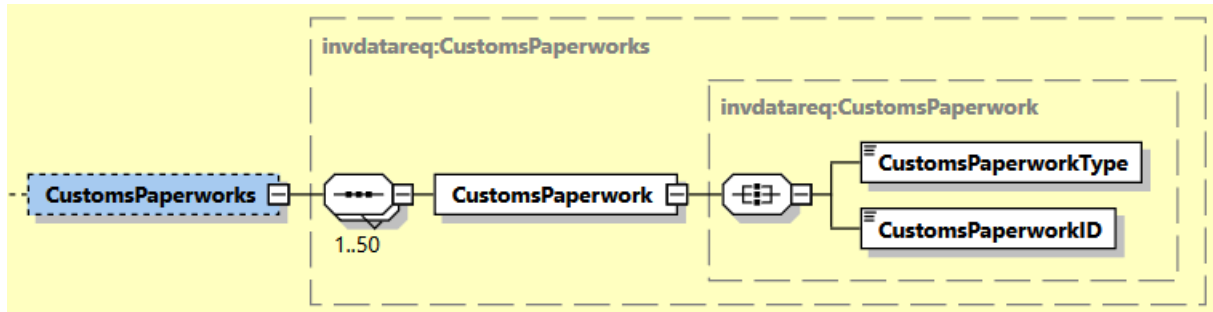 invdatareq:CustomsPaperworks
invdatareq:CustomsPaperwork
CustomsPaperworkType
CustomsPaperworks
CustomsPaperwork
CustomsPaperworkID
1..50